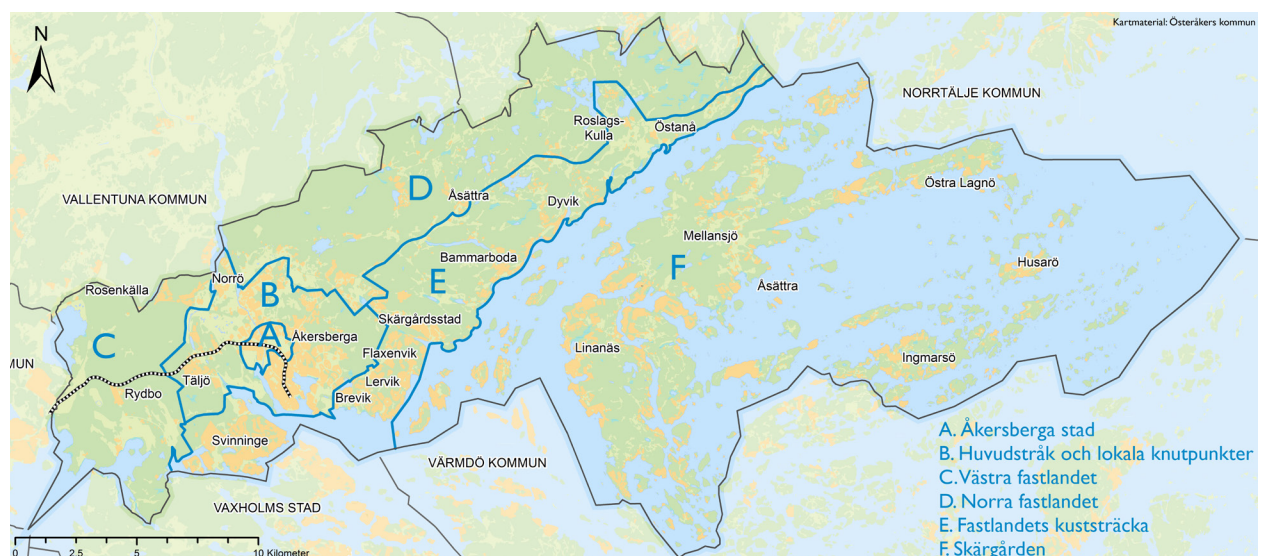 Kartmaterial: Österåkers kommun
N
NORRTÄLJE KOMMUN
Roslags-
Kulla
Östanå
Östra Lagnö
D
Åsättra
VALLENTUNA KOMMUN
Dyvik
Mellansjö
Bammarboda
F
Husarö
Norrö
E
Åsättra
Rosenkälla
B
Skärgårdsstad
A
Åkersberga
C
Flaxenvik
Linanäs
Ingmarsö
MUN
Täljö
Lervik
Rydbo
Brevik
Svinninge
VÄRMDÖ KOMMUN
VAXHOLMS STAD
A. Åkersberga stad
B. Huvudstråk och lokala knutpunkter
C. Västra fastlandet
D. Norra fastlandet
E. Fastlandets kuststräcka
F. Skärgården
0 2.5 5 10 Kilometer